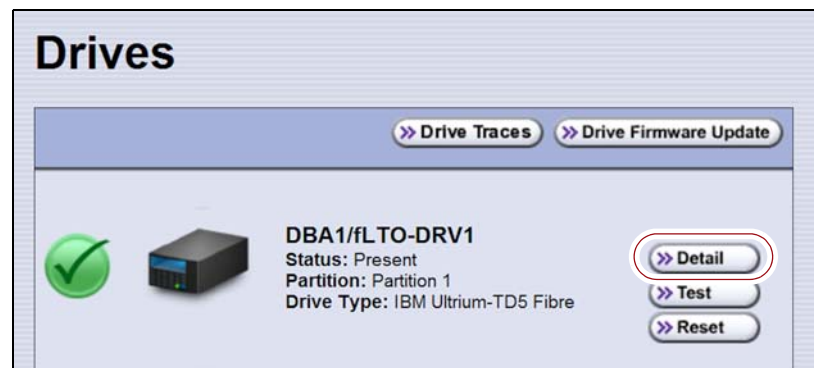 Drives
» Drive Traces » Drive Firmware Update
DBA1/fLTO-DRV1
Status: Present
Partition: Partition 1
Drive Type: IBM Ultrium-TD5 Fibre
» Detail
» Test
» Reset